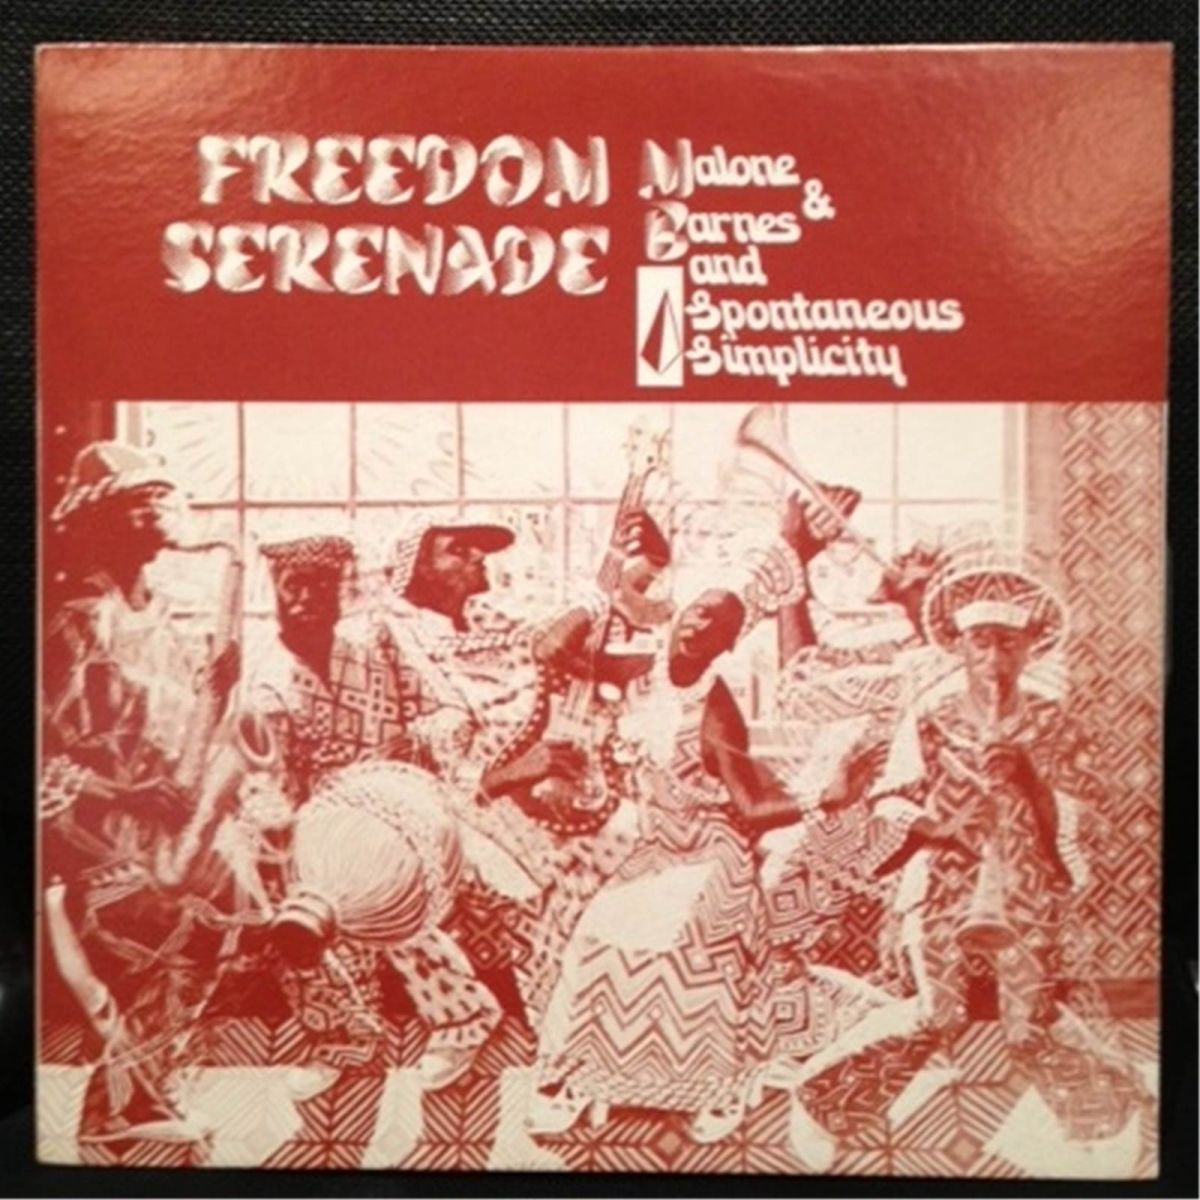 FREEDOM
SERENADE
Malone
&
Barnes
and
Spontaneous
Simplicity